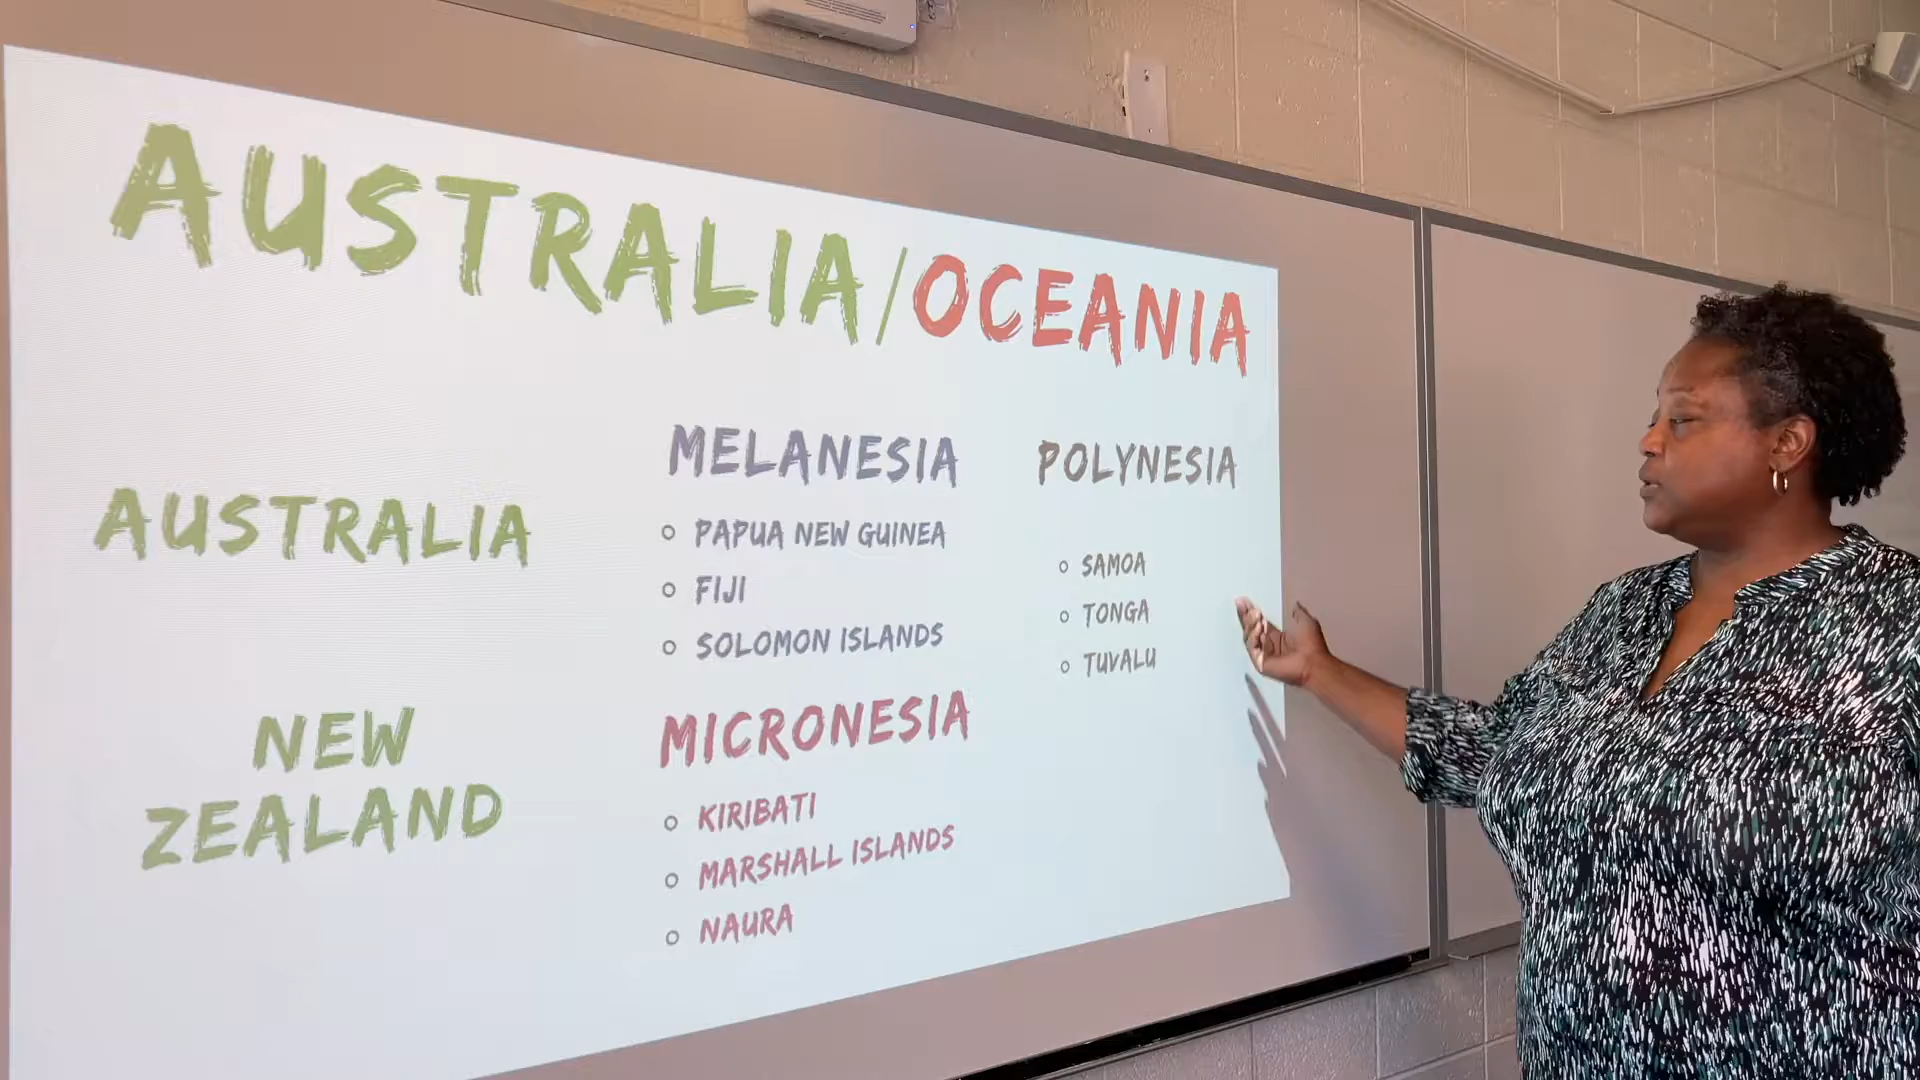 AUSTRALIA/OCEANIA
AUSTRALIA
NEW
ZEALAND
MELANESIA
PAPUA NEW GUINEA
FIJI
SOLOMON ISLANDS
MICRONESIA
KIRIBATI
MARSHALL ISLANDS
NAURA
POLYNESIA
SAMOA
TONGA
TUVALU